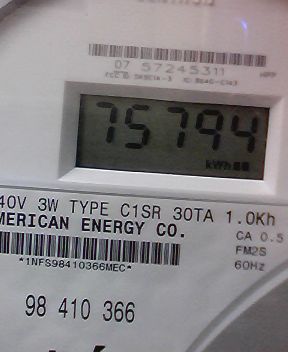 07 57245311
75794
kWh
40V 3W TYPE C1SR 30TA 1.0Kh
MERICAN ENERGY CO.
CA 0.5
FM2S
*1NFS98410366MEC*
60Hz
98 410 366